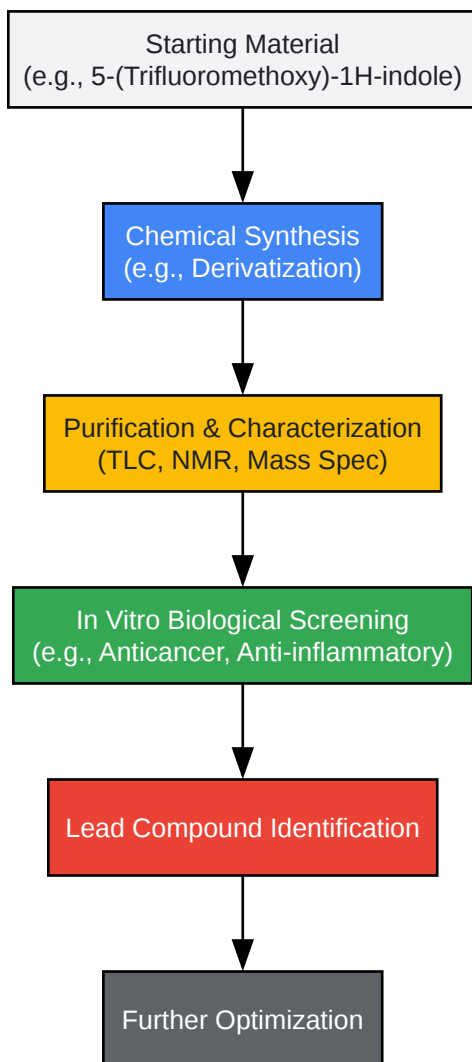 Starting Material
(e.g., 5-(Trifluoromethoxy)-1H-indole)
Chemical Synthesis
(e.g., Derivatization)
Purification & Characterization
(TLC, NMR, Mass Spec)
In Vitro Biological Screening
(e.g., Anticancer, Anti-inflammatory)
Lead Compound Identification
Further Optimization